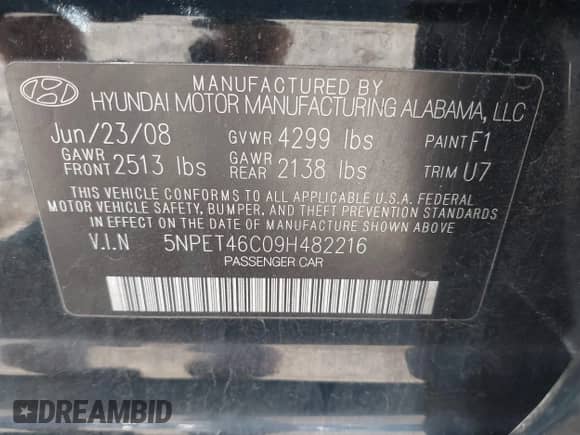 MANUFACTURED BY
HYUNDAI MOTOR MANUFACTURING ALABAMA, LLC
Jun/23/08 GVWR 4299 lbs PAINT F1
GAWR FRONT 2513 lbs GAWR REAR 2138 lbs TRIM U7
THIS VEHICLE CONFORMS TO ALL APPLICABLE U.S.A. FEDERAL
MOTOR VEHICLE SAFETY, BUMPER, AND THEFT PREVENTION STANDARDS
IN EFFECT ON THE DATE OF MANUFACTURE SHOWN ABOVE.
V.I.N 5NPET46C09H482216
PASSENGER CAR
DREAMBID